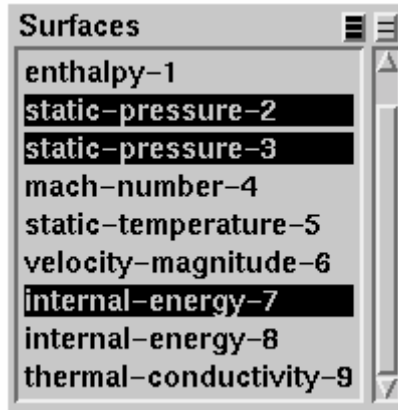 Surfaces
enthalpy-1
static-pressure-2
static-pressure-3
mach-number-4
static-temperature-5
velocity-magnitude-6
internal-energy-7
internal-energy-8
thermal-conductivity-9